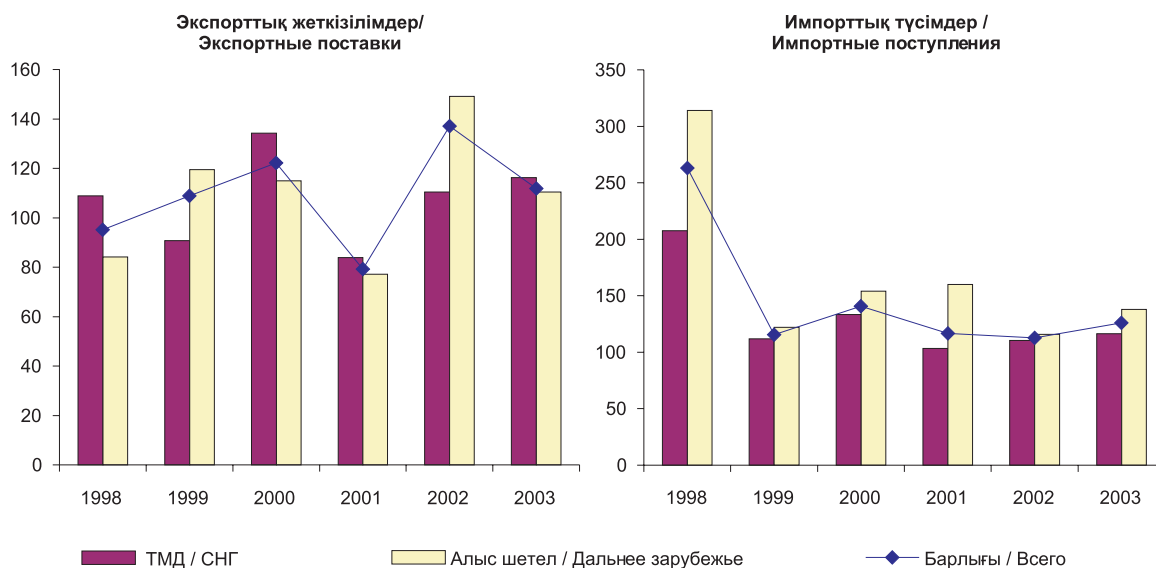 Экспорттық жеткізілімдер/
Экспортные поставки
160
140
120
100
80
60
40
20
0
1998 1999 2000 2001 2002 2003
Импорттық түсімдер /
Импортные поступления
350
300
250
200
150
100
50
0
1998 1999 2000 2001 2002 2003
ТМД / СНГ
Алыс шетел / Дальнее зарубежье
Барлығы / Всего